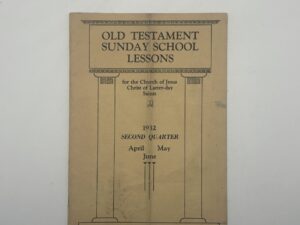 OLD TESTAMENT
SUNDAY SCHOOL
LESSONS
for the Church of Jesus
Christ of Latter-day
Saints
1932
SECOND QUARTER
April May
June